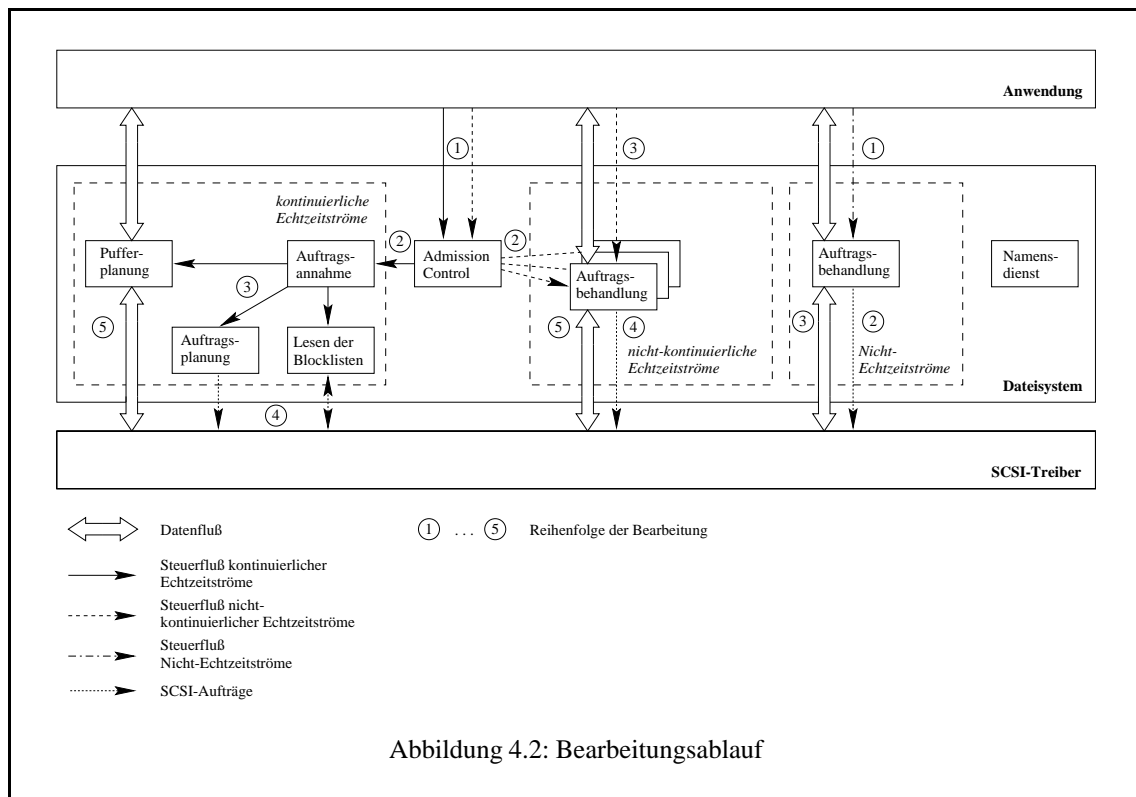 Anwendung
1
3
1
kontinuierliche
Echtzeitströme
Puffer-
planung
Auftrags-
annahme
2
Admission
Control
2
Auftrags-
behandlung
Auftrags-
behandlung
Namens-
dienst
3
5
Auftrags-
planung
Lesen der
Blocklisten
5
4
nicht-kontinuierliche
Echtzeitströme
3
2
Nicht-
Echtzeitströme
Dateisystem
4
SCSI-Treiber
Datenfluß
1 . . . 5 Reihenfolge der Bearbeitung
Steuerfluß kontinuierlicher
Echtzeitströme
Steuerfluß nicht-
kontinuierlicher Echtzeitströme
Steuerfluß
Nicht-Echtzeitströme
SCSI-Aufträge
Abbildung 4.2: Bearbeitungsablauf